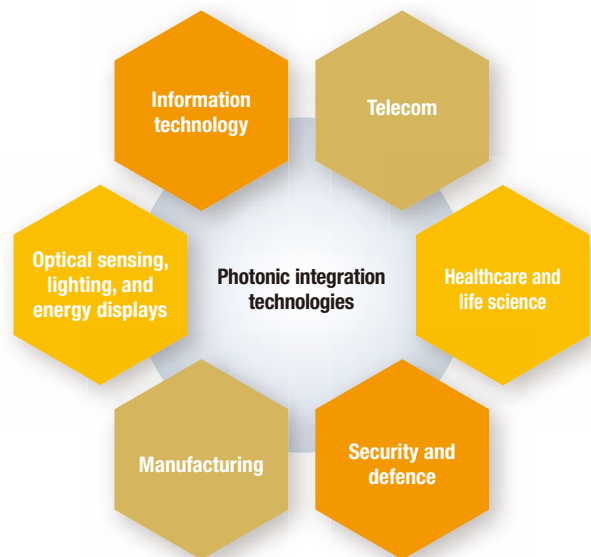 Information
technology
Telecom
Optical sensing,
lighting, and
energy displays
Photonic integration
technologies
Healthcare and
life science
Manufacturing
Security and
defence